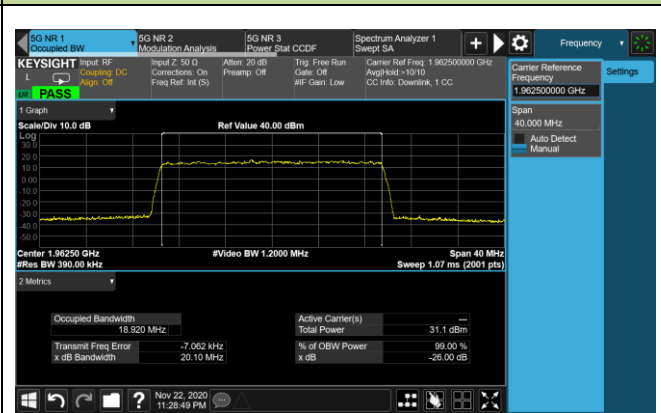 5G NR 1
Occupied BW
5G NR 2
Modulation Analysis
5G NR 3
Power Stat CCDF
Spectrum Analyzer 1
Swept SA
Frequency
KEYSIGHT
L
LXI
PASS
Input: RF
Coupling: DC
Align: Off
Input Z: 50 Ω
Corrections: On
Freq Ref: Int (S)
Atten: 20 dB
Preamp: Off
Trig: Free Run
Gate: Off
#IF Gain: Low
Carrier Ref Freq: 1.962500000 GHz
Avg|Hold:>10/10
CC Info: Downlink, 1 CC
Carrier Reference
Frequency
1.962500000 GHz
Span
40.000 MHz
Auto Detect
Manual
Settings
1 Graph
Scale/Div 10.0 dB
Ref Value 40.00 dBm
Log
30.0
20.0
10.0
0.00
-10.0
-20.0
-30.0
-40.0
-50.0
Center 1.96250 GHz
#Video BW 1.2000 MHz
Span 40 MHz
#Res BW 390.00 kHz
Sweep 1.07 ms (2001 pts)
2 Metrics
Occupied Bandwidth
18.920 MHz
Active Carrier(s)
---
Total Power
31.1 dBm
Transmit Freq Error
-7.062 kHz
% of OBW Power
99.00 %
x dB Bandwidth
20.10 MHz
x dB
-26.00 dB
?
Nov 22, 2020
11:28:49 PM